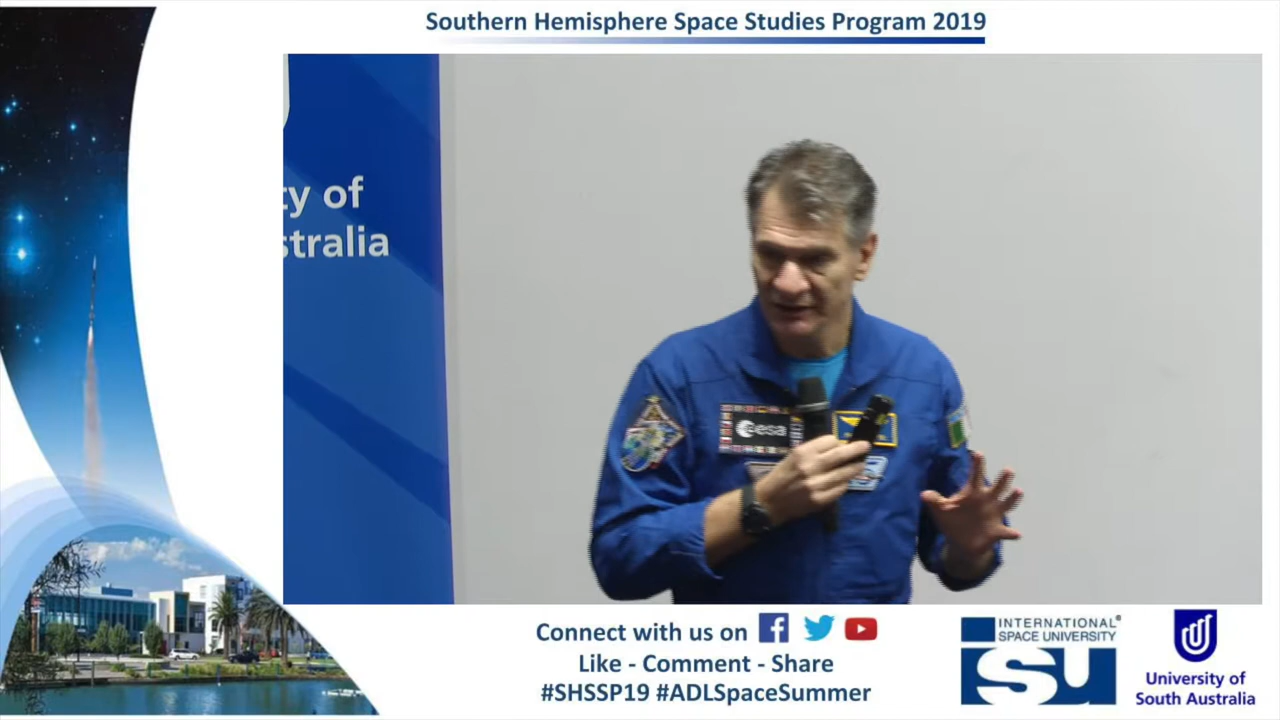 Southern Hemisphere Space Studies Program 2019
ty of
stralia
esa
Connect with us on
Like - Comment - Share
#SHSSP19 #ADLSpaceSummer
INTERNATIONAL®
SPACE UNIVERSITY
ISU
University of
South Australia